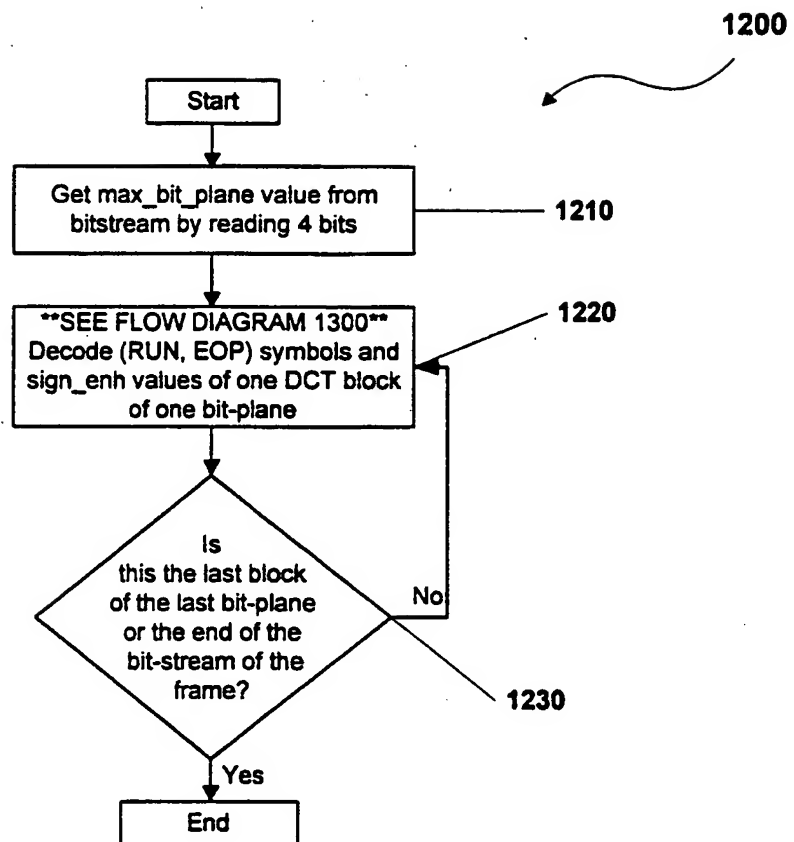 1200
Start
Get max_bit_plane value from
bitstream by reading 4 bits
1210
**SEE FLOW DIAGRAM 1300**
Decode (RUN, EOP) symbols and
sign_enh values of one DCT block
of one bit-plane
1220
Is
this the last block
of the last bit-plane
or the end of the
bit-stream of the
frame?
No
1230
Yes
End